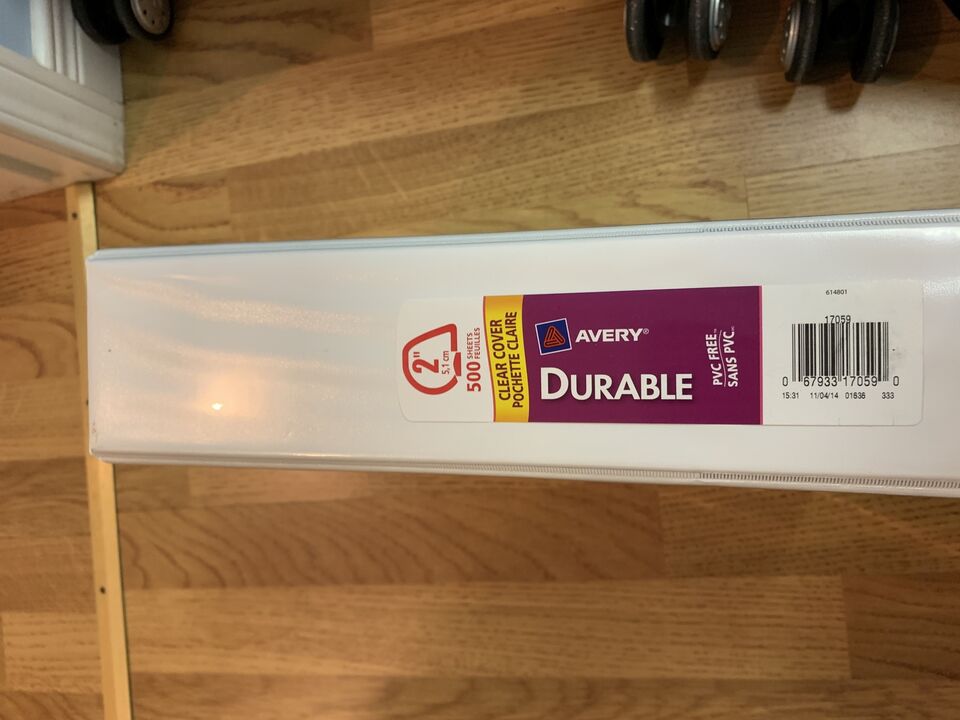 2"
5,1 cm
500 SHEETS
FEUILLES
CLEAR COVER
POCHETTE CLAIRE
AVERY®
DURABLE
PVC FREE™
SANS PVC
614801
17059
0 67933 17059 0
15:31 11/04/14 01636 333